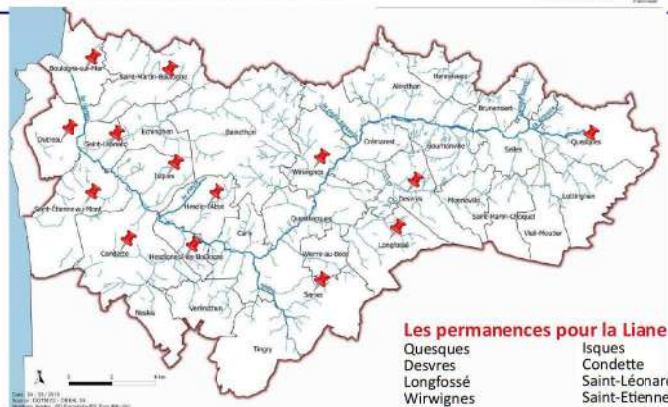 Boulogne-sur-Mer
Saint-Martin-Boulogne
Outreau
Saint-Léonard
Echinghen
Baincthun
Isques
Wirwignes
Alincthun
Henneveux
Brunembert
Crémarest
Bournonville
Selles
Quesques
Desvres
Menneville
Lottinghen
Saint-Martin-Choquel
Vieil-Moutier
Saint-Étienne-au-Mont
Hesdin-l'Abbé
Questrecques
Condette
Hesdigneul-lès-Boulogne
Carly
Longfossé
Wierre-au-Bois
Samer
Verlincthun
Nesles
Tingry
Les permanences pour la Liane
Quesques
Desvres
Longfossé
Wirwignes
Isques
Condette
Saint-Léonard
Saint-Etienne